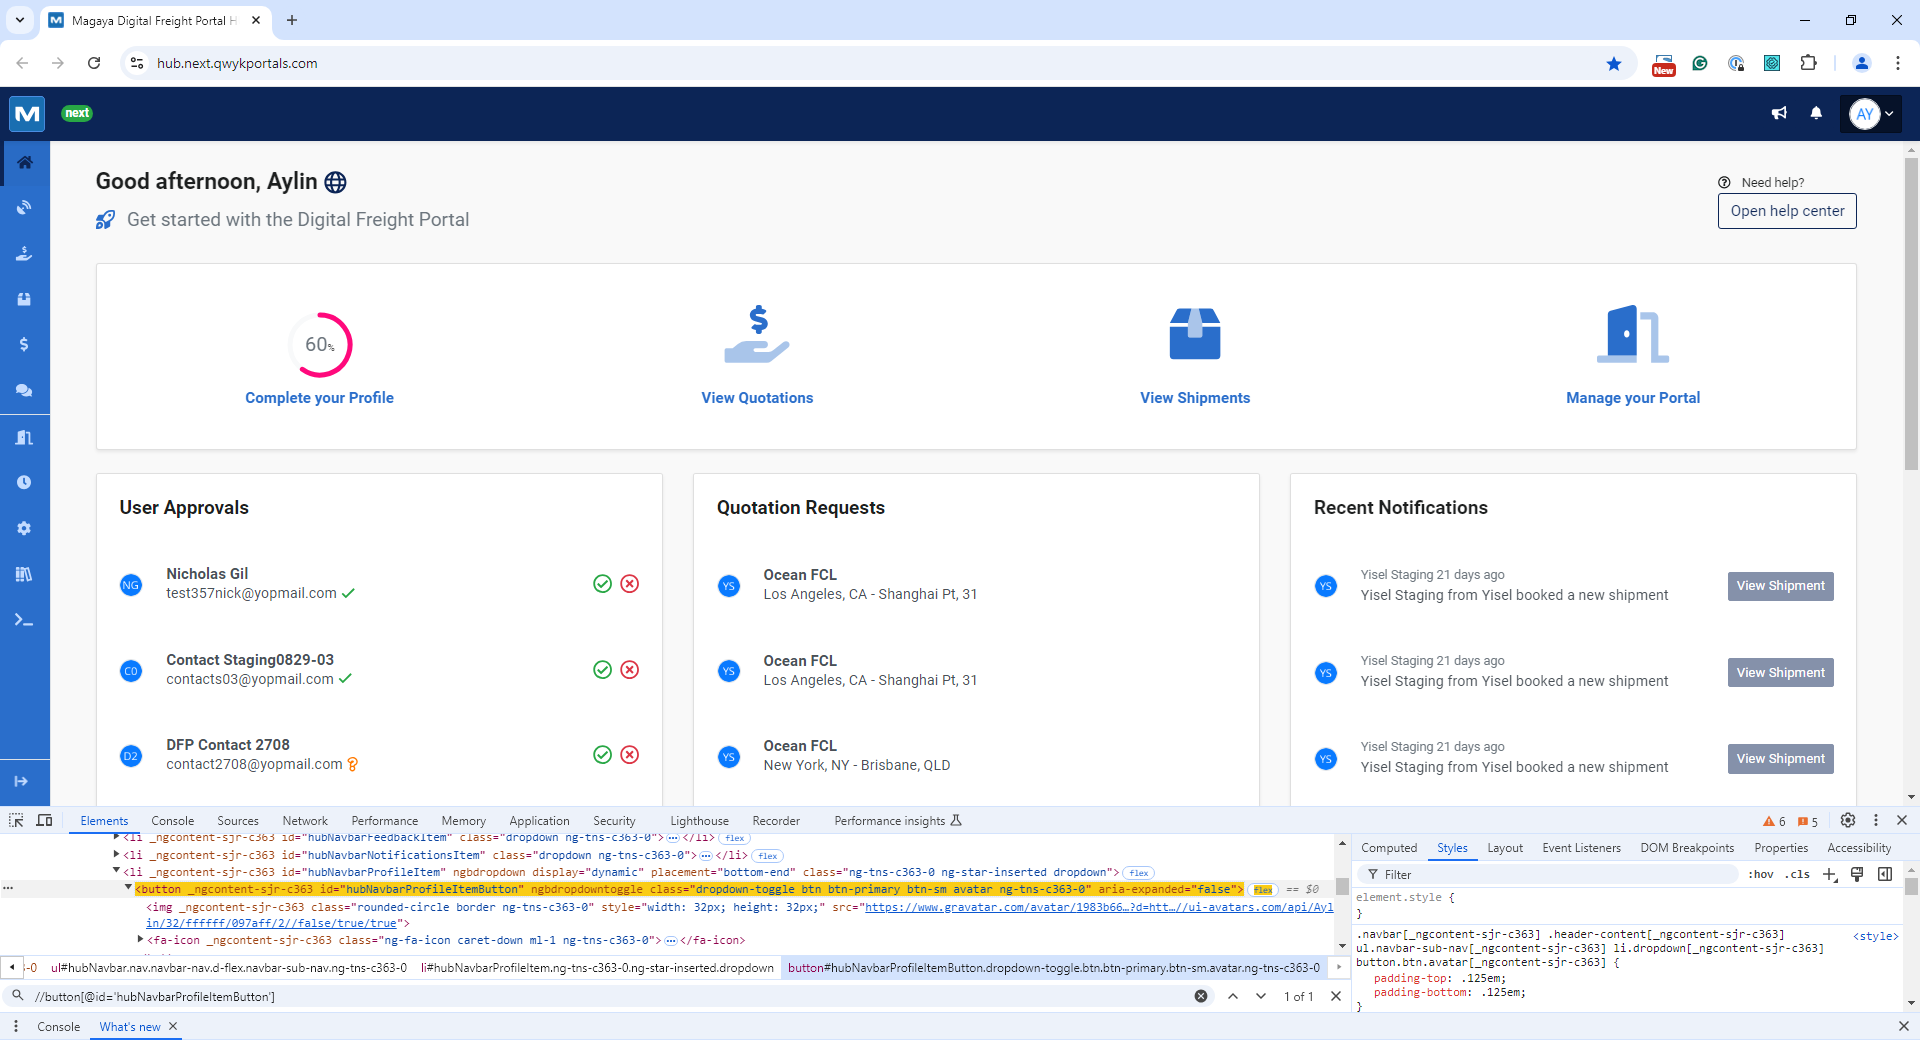 Magaya Digital Freight Portal H
hub.next.qwykportals.com
New
M
next
AY
Good afternoon, Aylin
Get started with the Digital Freight Portal
Need help?
Open help center
60%
Complete your Profile
View Quotations
View Shipments
Manage your Portal
User Approvals
NG
Nicholas Gil
test357nick@yopmail.com
C0
Contact Staging0829-03
contacts03@yopmail.com
D2
DFP Contact 2708
contact2708@yopmail.com
Quotation Requests
YS
Ocean FCL
Los Angeles, CA - Shanghai Pt, 31
YS
Ocean FCL
Los Angeles, CA - Shanghai Pt, 31
YS
Ocean FCL
New York, NY - Brisbane, QLD
Recent Notifications
YS
Yisel Staging 21 days ago
Yisel Staging from Yisel booked a new shipment
View Shipment
YS
Yisel Staging 21 days ago
Yisel Staging from Yisel booked a new shipment
View Shipment
YS
Yisel Staging 21 days ago
Yisel Staging from Yisel booked a new shipment
View Shipment
Elements Console Sources Network Performance Memory Application Security Lighthouse Recorder Performance insights 6 5
<li _ngcontent-sjr-c363 id="hubNavbarFeedbackItem" class="dropdown ng-tns-c363-0"> … </li> flex
<li _ngcontent-sjr-c363 id="hubNavbarNotificationsItem" class="dropdown ng-tns-c363-0"> … </li> flex
<li _ngcontent-sjr-c363 id="hubNavbarProfileItem" ngbdropdown display="dynamic" placement="bottom-end" class="ng-tns-c363-0 ng-star-inserted dropdown"> flex
<button _ngcontent-sjr-c363 id="hubNavbarProfileItemButton" ngbdropdowntoggle class="dropdown-toggle btn btn-primary btn-sm avatar ng-tns-c363-0" aria-expanded="false"> flex == $0
<img _ngcontent-sjr-c363 class="rounded-circle border ng-tns-c363-0" style="width: 32px; height: 32px;" src="https://www.gravatar.com/avatar/1983b66…?d=htt…//ui-avatars.com/api/Ayl
in/32/ffffff/097aff/2//false/true/true">
<fa-icon _ngcontent-sjr-c363 class="ng-fa-icon caret-down ml-1 ng-tns-c363-0"> … </fa-icon>
3-0 ul#hubNavbar.nav.navbar-nav.d-flex.navbar-sub-nav.ng-tns-c363-0 li#hubNavbarProfileItem.ng-tns-c363-0.ng-star-inserted.dropdown button#hubNavbarProfileItemButton.dropdown-toggle.btn.btn-primary.btn-sm.avatar.ng-tns-c363-0
//button[@id='hubNavbarProfileItemButton'] 1 of 1
Computed Styles Layout Event Listeners DOM Breakpoints Properties Accessibility
Filter :hov .cls
element.style {
}
.navbar[_ngcontent-sjr-c363] .header-content[_ngcontent-sjr-c363] <style>
ul.navbar-sub-nav[_ngcontent-sjr-c363] li.dropdown[_ngcontent-sjr-c363]
button.btn.avatar[_ngcontent-sjr-c363] {
padding-top: .125em;
padding-bottom: .125em;
}
Console What's new